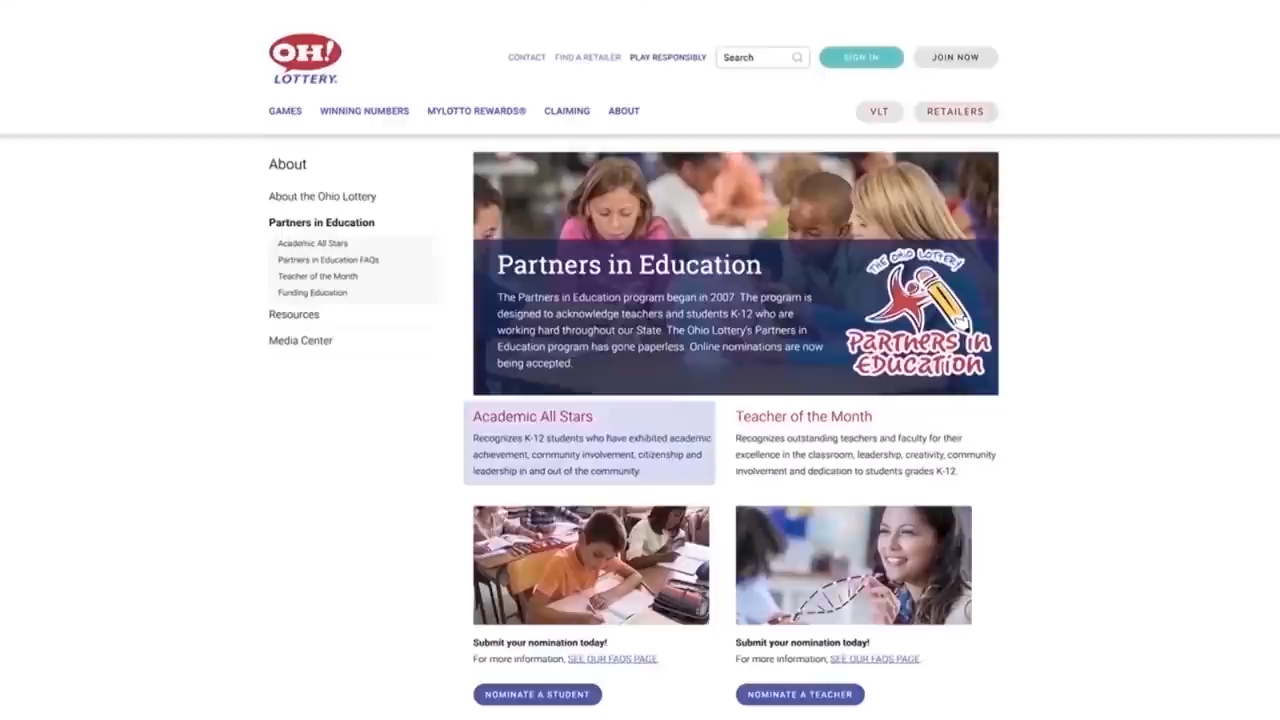 OH!
LOTTERY.
CONTACT FIND A RETAILER PLAY RESPONSIBLY Search SIGN IN JOIN NOW
GAMES WINNING NUMBERS MYLOTTO REWARDS® CLAIMING ABOUT VLT RETAILERS
About
About the Ohio Lottery
Partners in Education
Academic All Stars
Partners in Education FAQs
Teacher of the Month
Funding Education
Resources
Media Center
Partners in Education
The Partners in Education program began in 2007. The program is
designed to acknowledge teachers and students K-12 who are
working hard throughout our State. The Ohio Lottery's Partners in
Education program has gone paperless. Online nominations are now
being accepted.
THE OHIO LOTTERY
PARTNERS in
EDUCATION
Academic All Stars
Recognizes K-12 students who have exhibited academic
achievement, community involvement, citizenship and
leadership in and out of the community.
Teacher of the Month
Recognizes outstanding teachers and faculty for their
excellence in the classroom, leadership, creativity, community
involvement and dedication to students grades K-12.
Submit your nomination today!
For more information, SEE OUR FAQS PAGE.
NOMINATE A STUDENT
Submit your nomination today!
For more information, SEE OUR FAQS PAGE.
NOMINATE A TEACHER